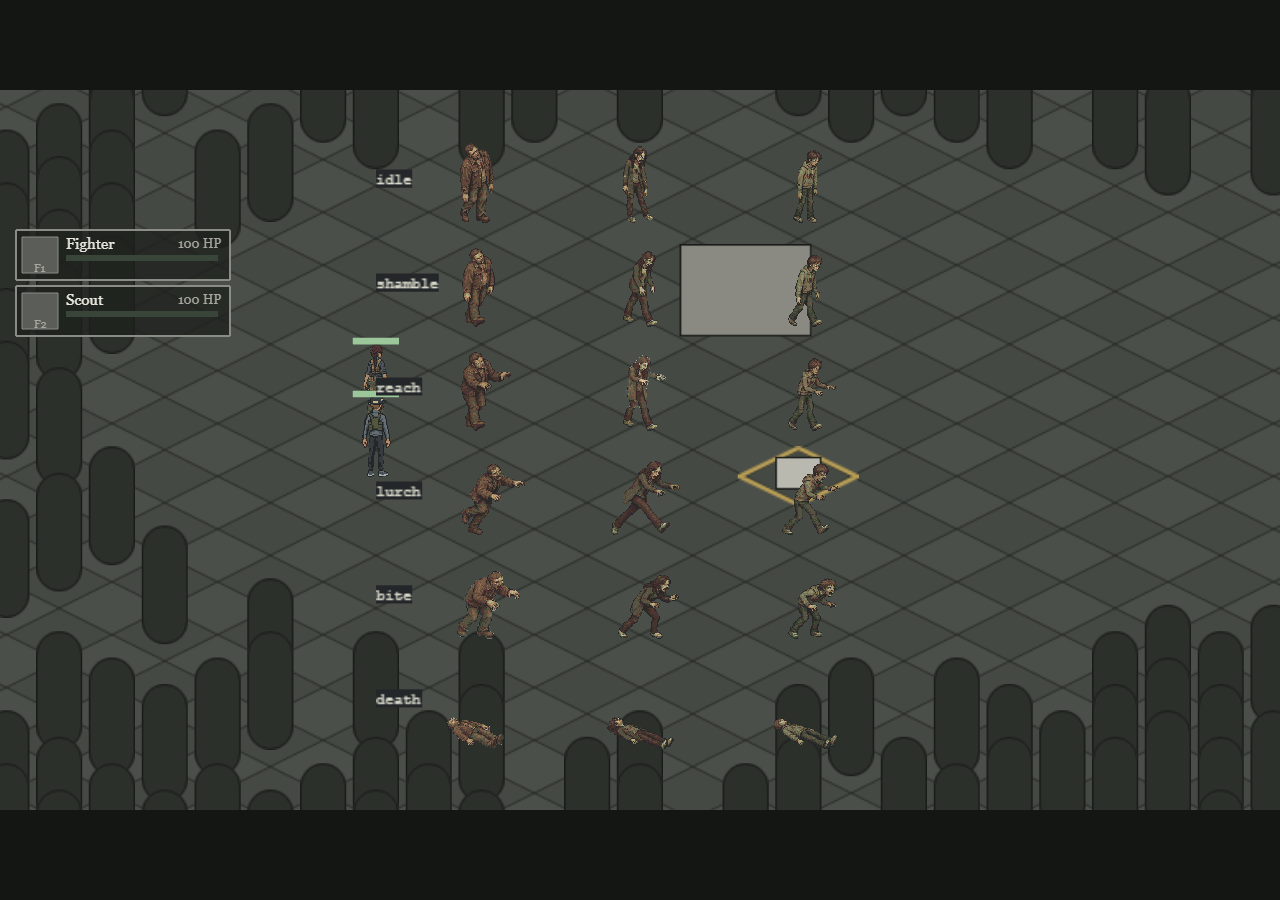 idle
Fighter 100 HP
F1
shamble
Scout 100 HP
F2
reach
lurch
bite
death